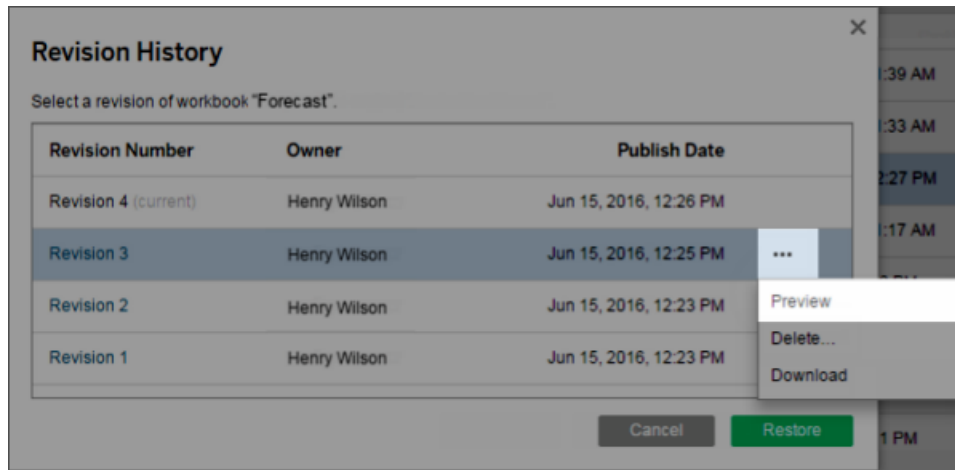 Revision History
Select a revision of workbook "Forecast".
Revision Number Owner Publish Date
Revision 4 (current) Henry Wilson Jun 15, 2016, 12:26 PM
Revision 3 Henry Wilson Jun 15, 2016, 12:25 PM ...
Revision 2 Henry Wilson Jun 15, 2016, 12:23 PM
Revision 1 Henry Wilson Jun 15, 2016, 12:23 PM
Preview
Delete...
Download
Cancel Restore
:39 AM
:33 AM
2:27 PM
:17 AM
1 PM